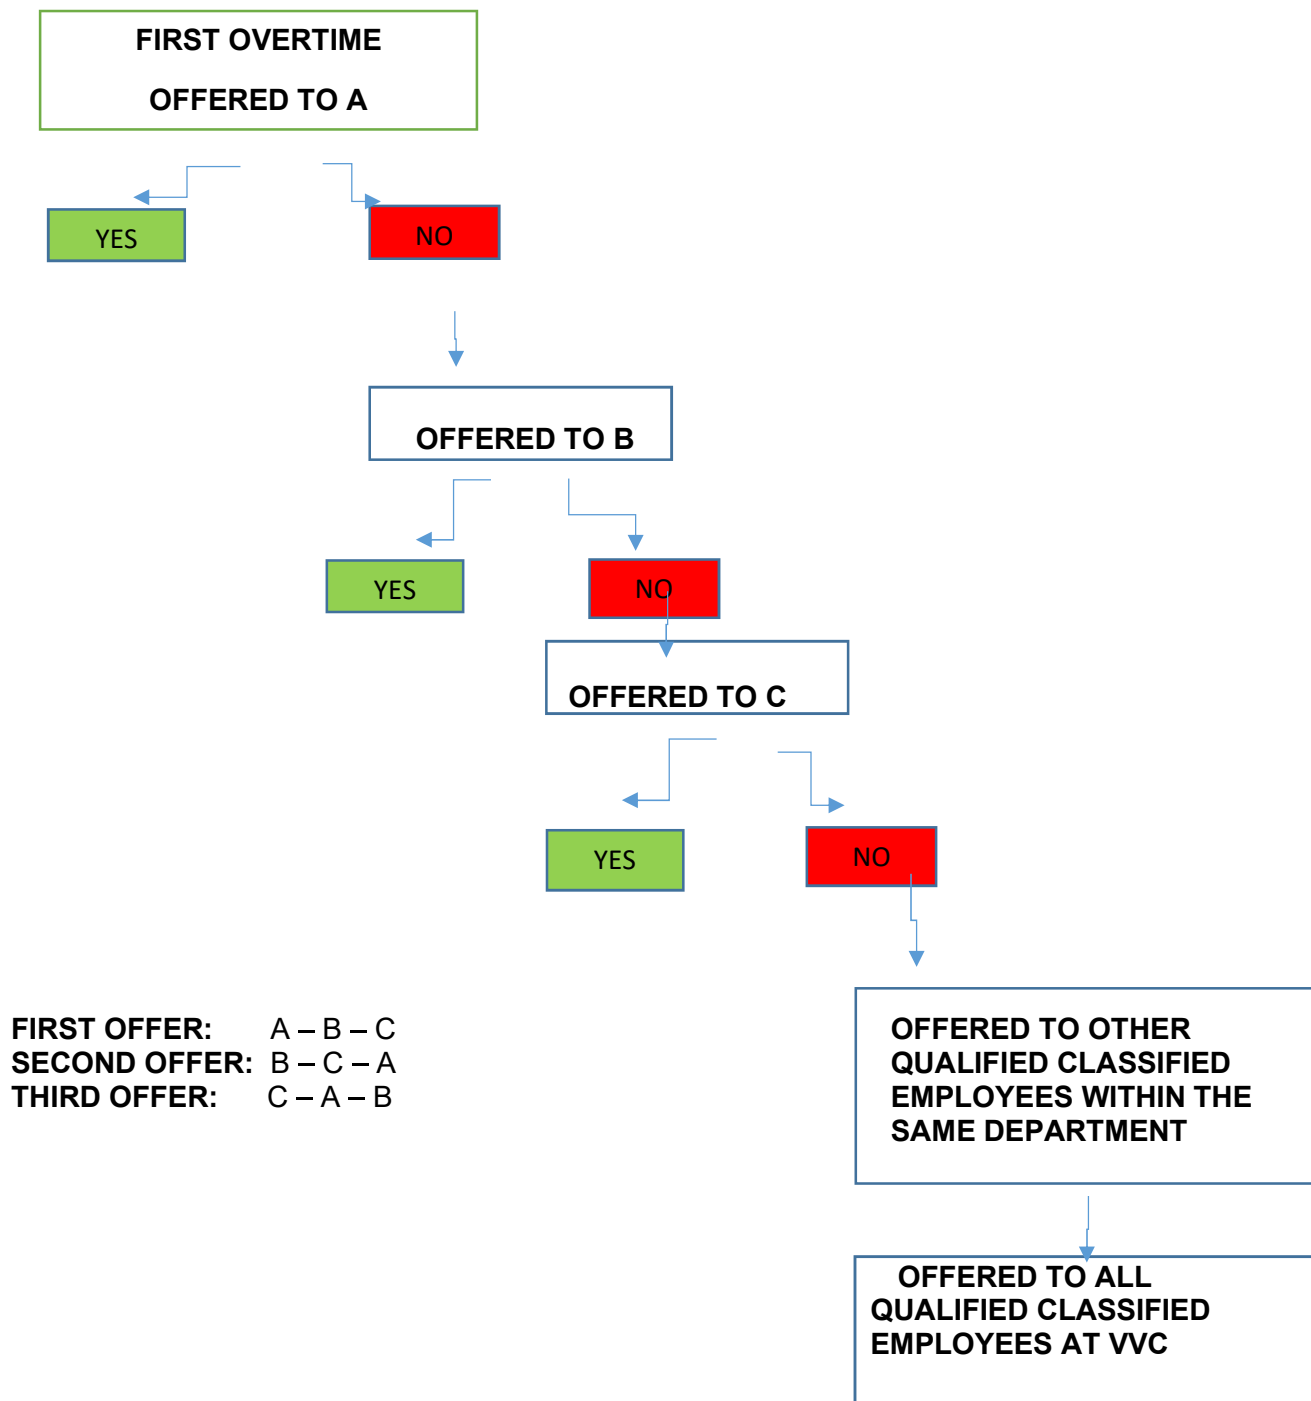 FIRST OVERTIME
OFFERED TO A
YES
NO
OFFERED TO B
YES
NO
OFFERED TO C
YES
NO
FIRST OFFER: A – B – C
SECOND OFFER: B – C – A
THIRD OFFER: C – A – B
OFFERED TO OTHER
QUALIFIED CLASSIFIED
EMPLOYEES WITHIN THE
SAME DEPARTMENT
OFFERED TO ALL
QUALIFIED CLASSIFIED
EMPLOYEES AT VVC